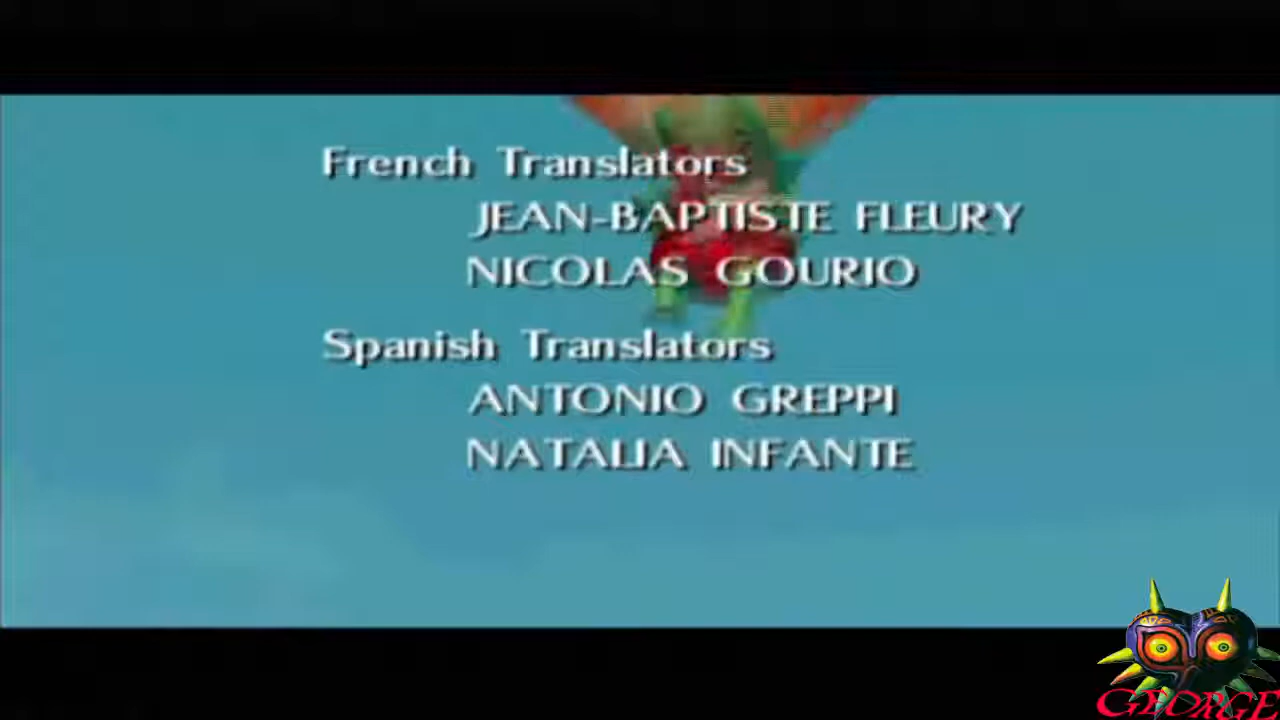 French Translators
JEAN-BAPTISTE FLEURY
NICOLAS GOURIO
Spanish Translators
ANTONIO GREPPI
NATALIA INFANTE
GEORGE